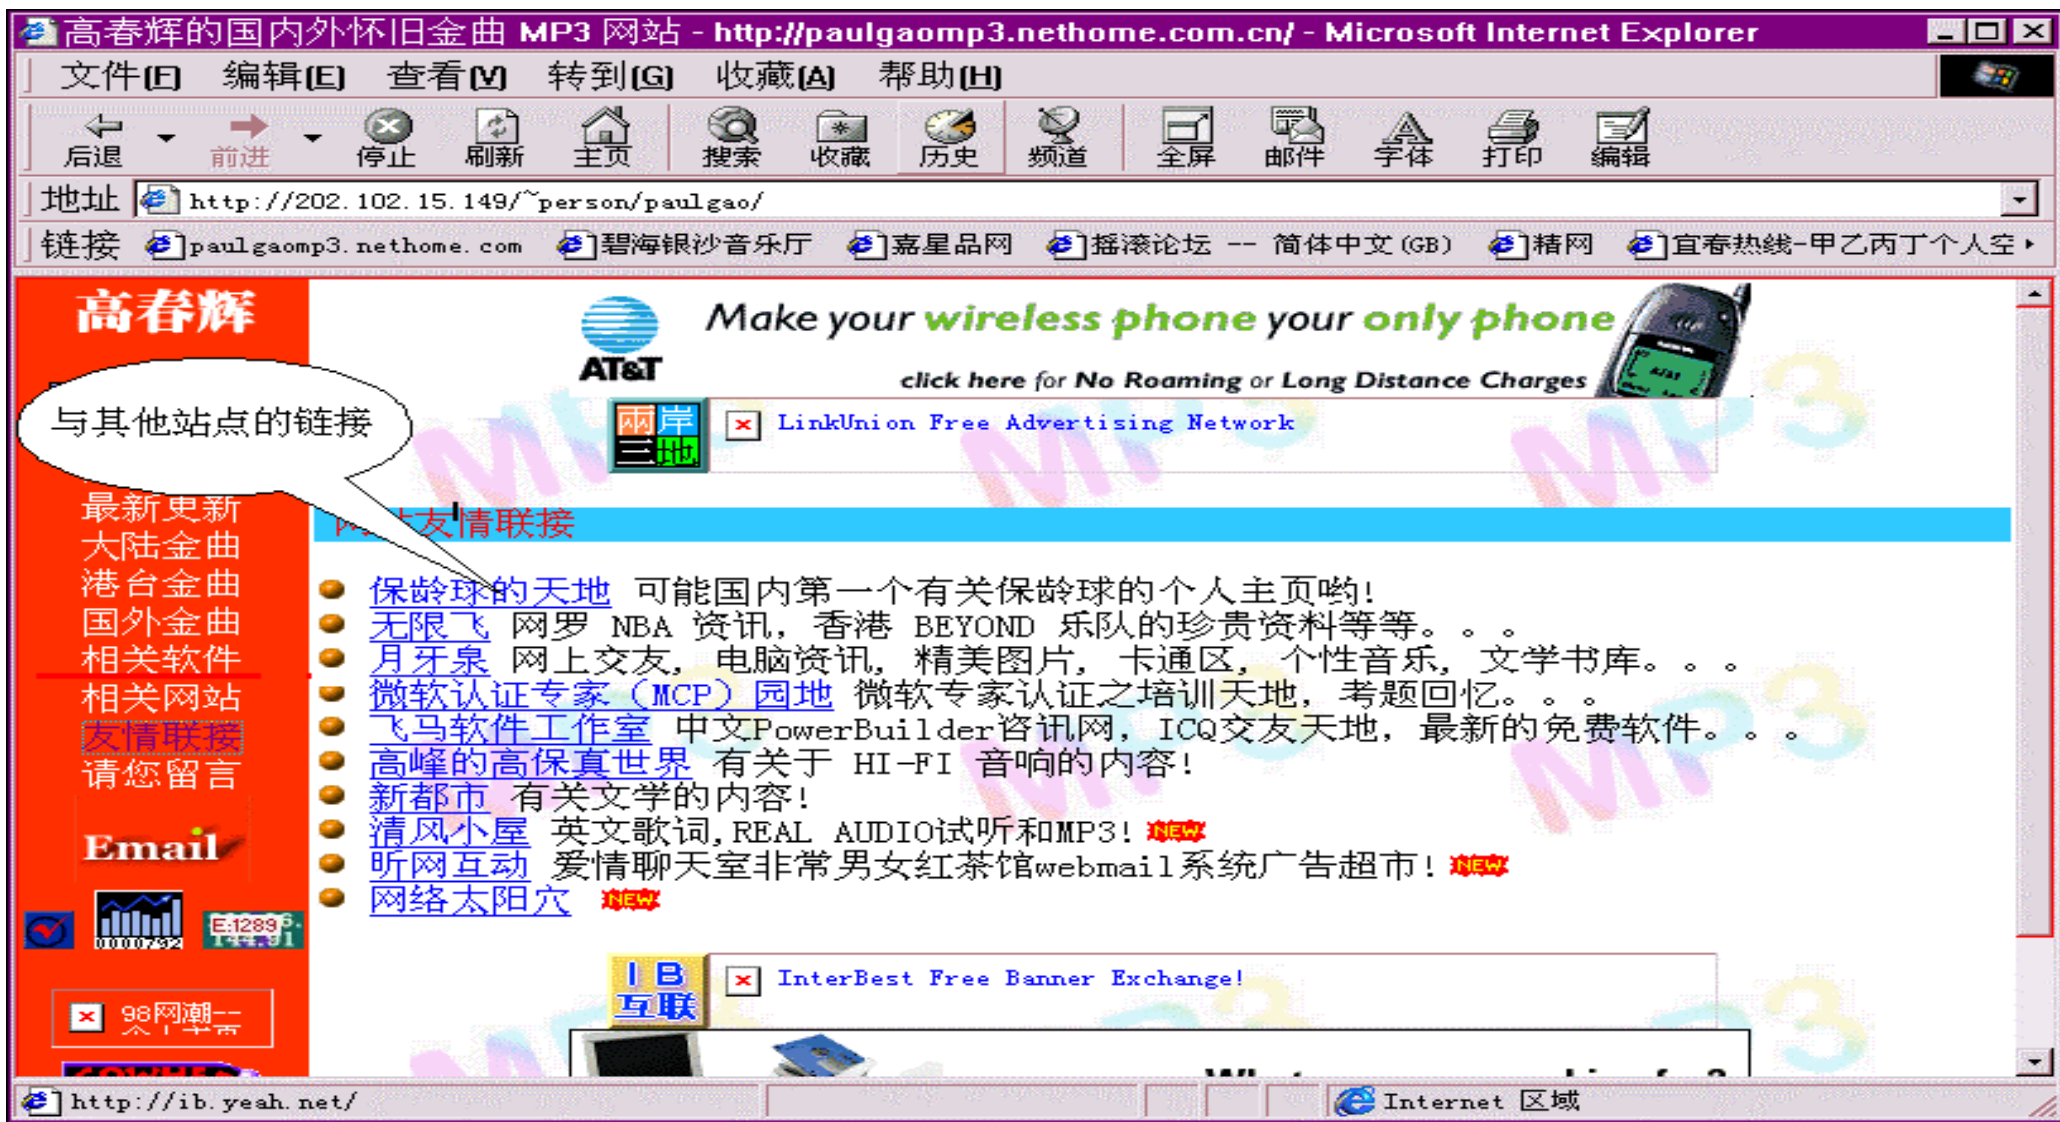 高春辉的国内外怀旧金曲 MP3 网站 - http://paulgaomp3.nethome.com.cn/ - Microsoft Internet Explorer
文件(F) 编辑(E) 查看(V) 转到(G) 收藏(A) 帮助(H)
后退 前进 停止 刷新 主页 搜索 收藏 历史 频道 全屏 邮件 字体 打印 编辑
地址 http://202.102.15.149/~person/paulgao/
链接 paulgaomp3.nethome.com 碧海银沙音乐厅 嘉星品网 摇滚论坛 -- 简体中文(GB) 精网 宜春热线-甲乙丙丁个人空
高春辉
与其他站点的链接
最新更新
大陆金曲
港台金曲
国外金曲
相关软件
相关网站
友情联接
请您留言
Email
00000792
98网潮--
AT&T
Make your wireless phone your only phone
click here for No Roaming or Long Distance Charges
兩岸
三地
LinkUnion Free Advertising Network
友情联接
保龄球的天地 可能国内第一个有关保龄球的个人主页哟!
无限飞 网罗 NBA 资讯, 香港 BEYOND 乐队的珍贵资料等等。。。
月牙泉 网上交友, 电脑资讯, 精美图片, 卡通区, 个性音乐, 文学书库。。。
微软认证专家（MCP）园地 微软专家认证之培训天地, 考题回忆。。。
飞马软件工作室 中文PowerBuilder咨讯网, ICQ交友天地, 最新的免费软件。。。
高峰的高保真世界 有关于 HI-FI 音响的内容!
新都市 有关文学的内容!
清风小屋 英文歌词,REAL AUDIO试听和MP3! NEW
昕网互动 爱情聊天室非常男女红茶馆webmail系统广告超市! NEW
网络太阳穴 NEW
IB
互联
InterBest Free Banner Exchange!
http://ib.yeah.net/
Internet 区域